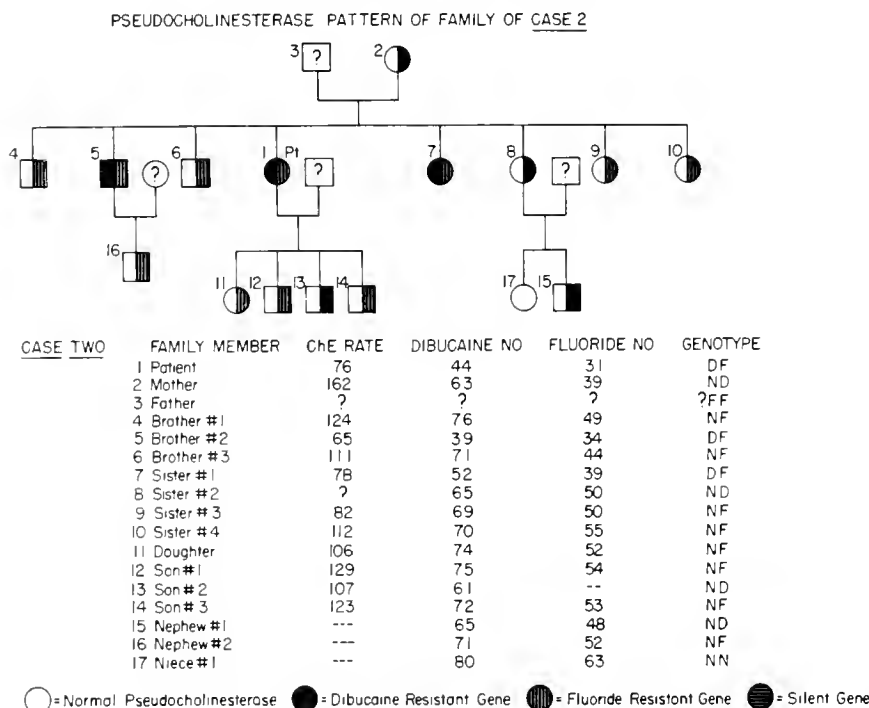 PSEUDOCHOLINESTERASE PATTERN OF FAMILY OF CASE 2
3 ? 2
4 5 ? 6 1 Pt ? 7 8 ? 9 10
16 11 12 13 14 17 15
CASE TWO FAMILY MEMBER ChE RATE DIBUCAINE NO FLUORIDE NO GENOTYPE
1 Patient 76 44 31 DF
2 Mother 162 63 39 ND
3 Father ? ? ? ?FF
4 Brother #1 124 76 49 NF
5 Brother #2 65 39 34 DF
6 Brother #3 111 71 44 NF
7 Sister #1 78 52 39 DF
8 Sister #2 ? 65 50 ND
9 Sister #3 82 69 50 NF
10 Sister #4 112 70 55 NF
11 Daughter 106 74 52 NF
12 Son #1 129 75 54 NF
13 Son #2 107 61 -- ND
14 Son #3 123 72 53 NF
15 Nephew #1 --- 65 48 ND
16 Nephew #2 --- 71 52 NF
17 Niece #1 --- 80 63 NN
=Normal Pseudocholinesterase =Dibucaine Resistant Gene =Fluoride Resistant Gene =Silent Gene